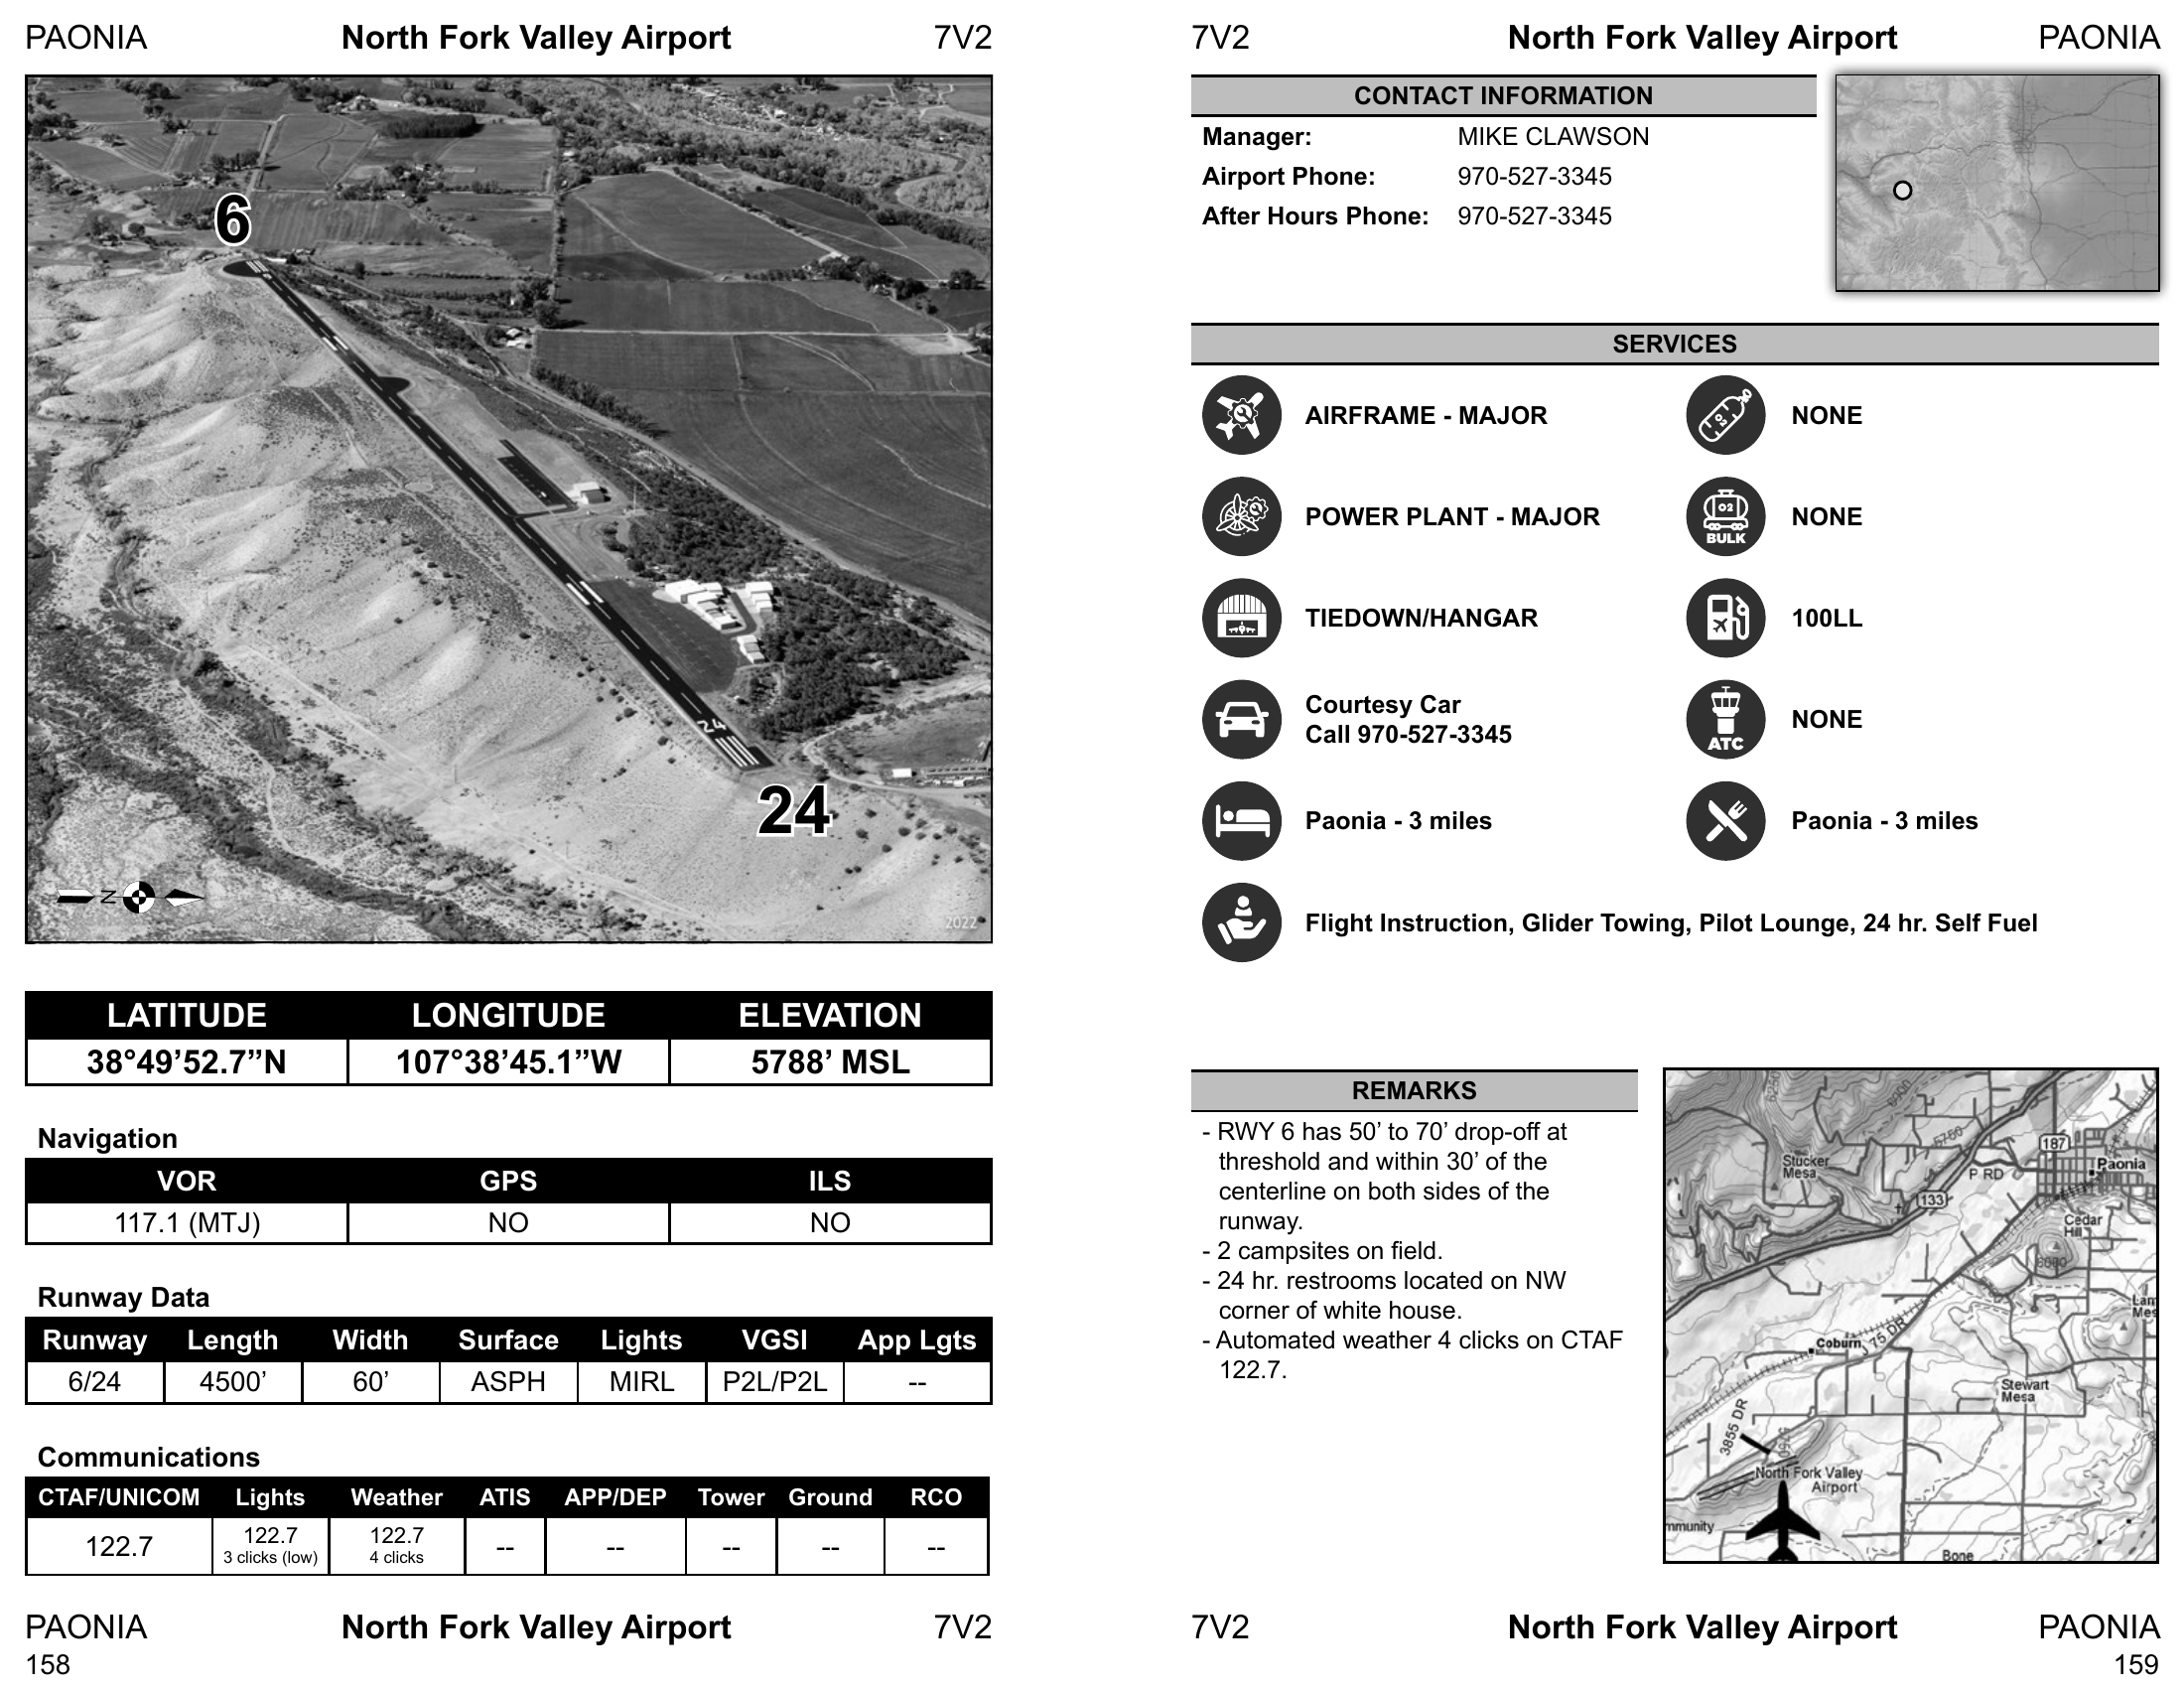 PAONIA North Fork Valley Airport 7V2
6
24
24
N
2022
LATITUDE LONGITUDE ELEVATION
38°49’52.7”N 107°38’45.1”W 5788’ MSL
Navigation
VOR GPS ILS
117.1 (MTJ) NO NO
Runway Data
Runway Length Width Surface Lights VGSI App Lgts
6/24 4500’ 60’ ASPH MIRL P2L/P2L --
Communications
CTAF/UNICOM Lights Weather ATIS APP/DEP Tower Ground RCO
122.7 122.7 122.7 -- -- -- -- --
3 clicks (low) 4 clicks
PAONIA North Fork Valley Airport 7V2
158
7V2 North Fork Valley Airport PAONIA
CONTACT INFORMATION
Manager: MIKE CLAWSON
Airport Phone: 970-527-3345
After Hours Phone: 970-527-3345
SERVICES
AIRFRAME - MAJOR
O2
NONE
POWER PLANT - MAJOR
O2
BULK
NONE
TIEDOWN/HANGAR
100LL
Courtesy Car
Call 970-527-3345
ATC
NONE
Paonia - 3 miles
Paonia - 3 miles
Flight Instruction, Glider Towing, Pilot Lounge, 24 hr. Self Fuel
REMARKS
- RWY 6 has 50’ to 70’ drop-off at
threshold and within 30’ of the
centerline on both sides of the
runway.
- 2 campsites on field.
- 24 hr. restrooms located on NW
corner of white house.
- Automated weather 4 clicks on CTAF
122.7.
6250
5750
187
Stucker
Mesa
P RD
Paonia
133
Cedar
Hill
6000
Lam
Mes
Coburn
J 75 DR
Stewart
Mesa
3855 DR
5750
North Fork Valley
Airport
mmunity
Bone
7V2 North Fork Valley Airport PAONIA
159